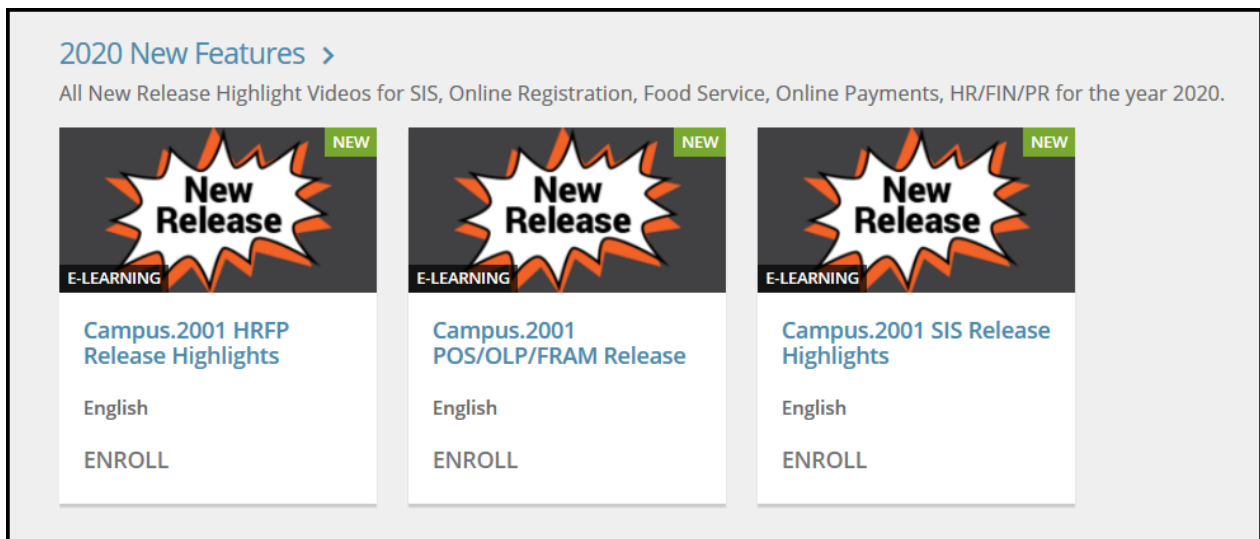 2020 New Features >
All New Release Highlight Videos for SIS, Online Registration, Food Service, Online Payments, HR/FIN/PR for the year 2020.
NEW
New
Release
E-LEARNING
Campus.2001 HRFP
Release Highlights
English
ENROLL
NEW
New
Release
E-LEARNING
Campus.2001
POS/OLP/FRAM Release
English
ENROLL
NEW
New
Release
E-LEARNING
Campus.2001 SIS Release
Highlights
English
ENROLL